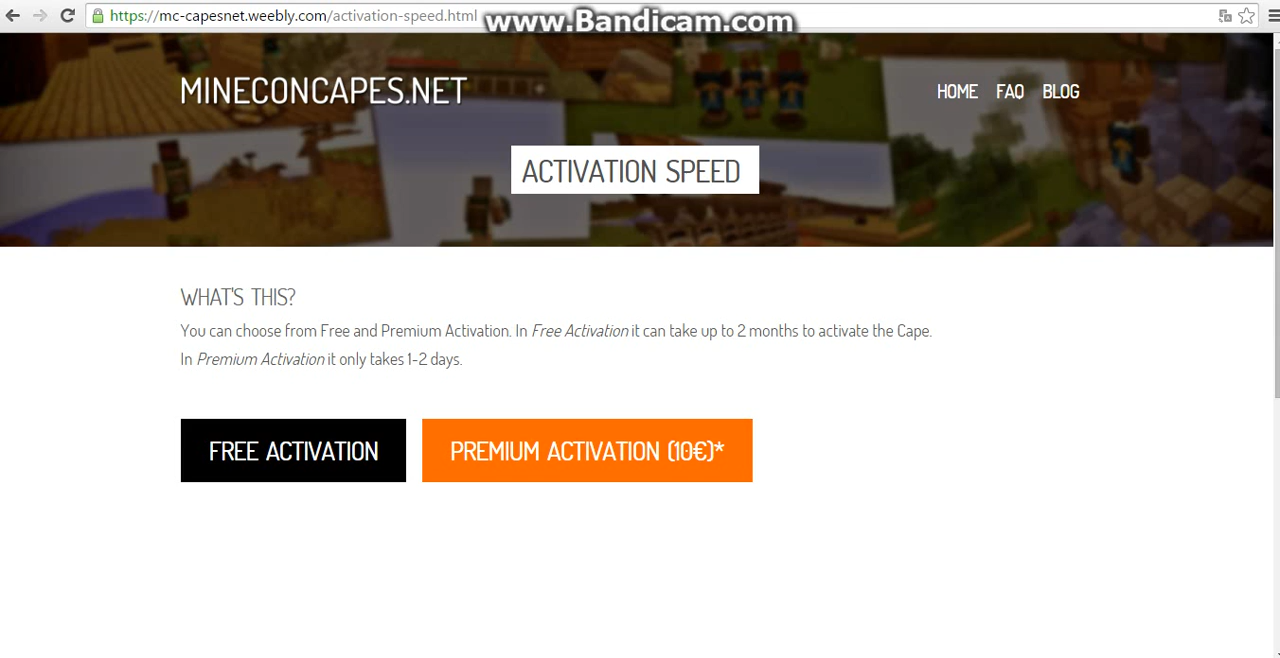 https://mc-capesnet.weebly.com/activation-speed.html
www.Bandicam.com
MINECONCAPES.NET
HOME FAQ BLOG
ACTIVATION SPEED
WHAT'S THIS?
You can choose from Free and Premium Activation. In Free Activation it can take up to 2 months to activate the Cape.
In Premium Activation it only takes 1-2 days.
FREE ACTIVATION PREMIUM ACTIVATION (10€)*